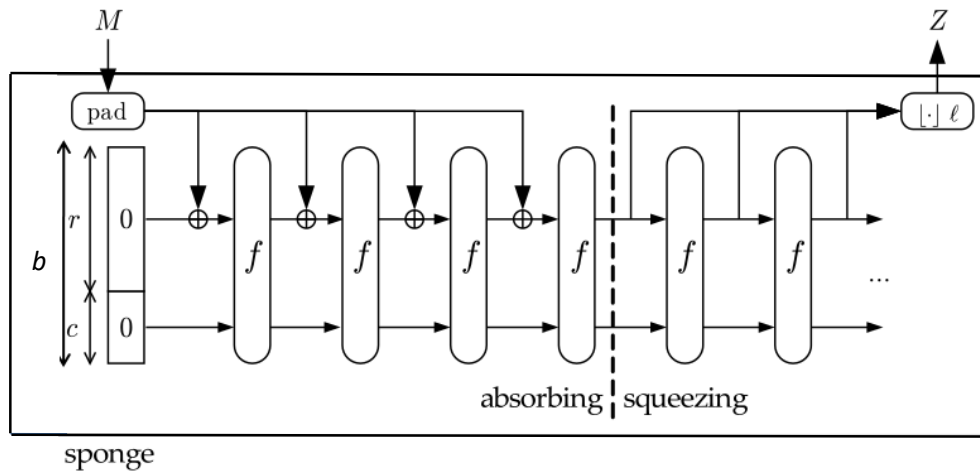 M Z
pad ⌊·⌋ ℓ
r 0 ⊕ ⊕ ⊕ ⊕
b f f f f f f
...
c 0
absorbing squeezing
sponge